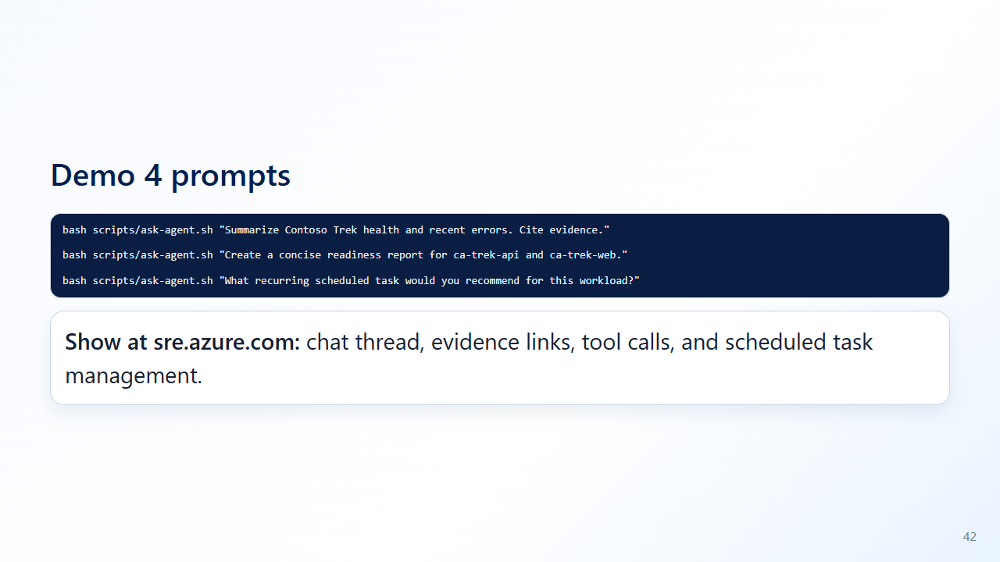 Demo 4 prompts
bash scripts/ask-agent.sh "Summarize Contoso Trek health and recent errors. Cite evidence."
bash scripts/ask-agent.sh "Create a concise readiness report for ca-trek-api and ca-trek-web."
bash scripts/ask-agent.sh "What recurring scheduled task would you recommend for this workload?"
Show at sre.azure.com: chat thread, evidence links, tool calls, and scheduled task
management.
42